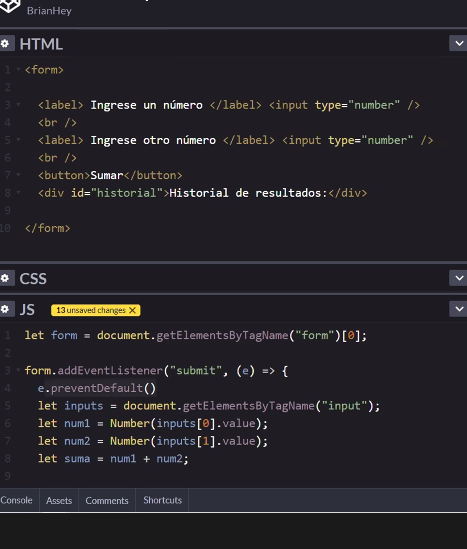 BrianHey
HTML
1 <form>
2
3 <label> Ingrese un número </label> <input type="number" />
4 <br />
5 <label> Ingrese otro número </label> <input type="number" />
6 <br />
7 <button>Sumar</button>
8 <div id="historial">Historial de resultados:</div>
9
10 </form>
CSS
JS 13 unsaved changes X
1 let form = document.getElementsByTagName("form")[0];
2
3 form.addEventListener("submit", (e) => {
4 e.preventDefault()
5 let inputs = document.getElementsByTagName("input");
6 let num1 = Number(inputs[0].value);
7 let num2 = Number(inputs[1].value);
8 let suma = num1 + num2;
9
Console Assets Comments Shortcuts